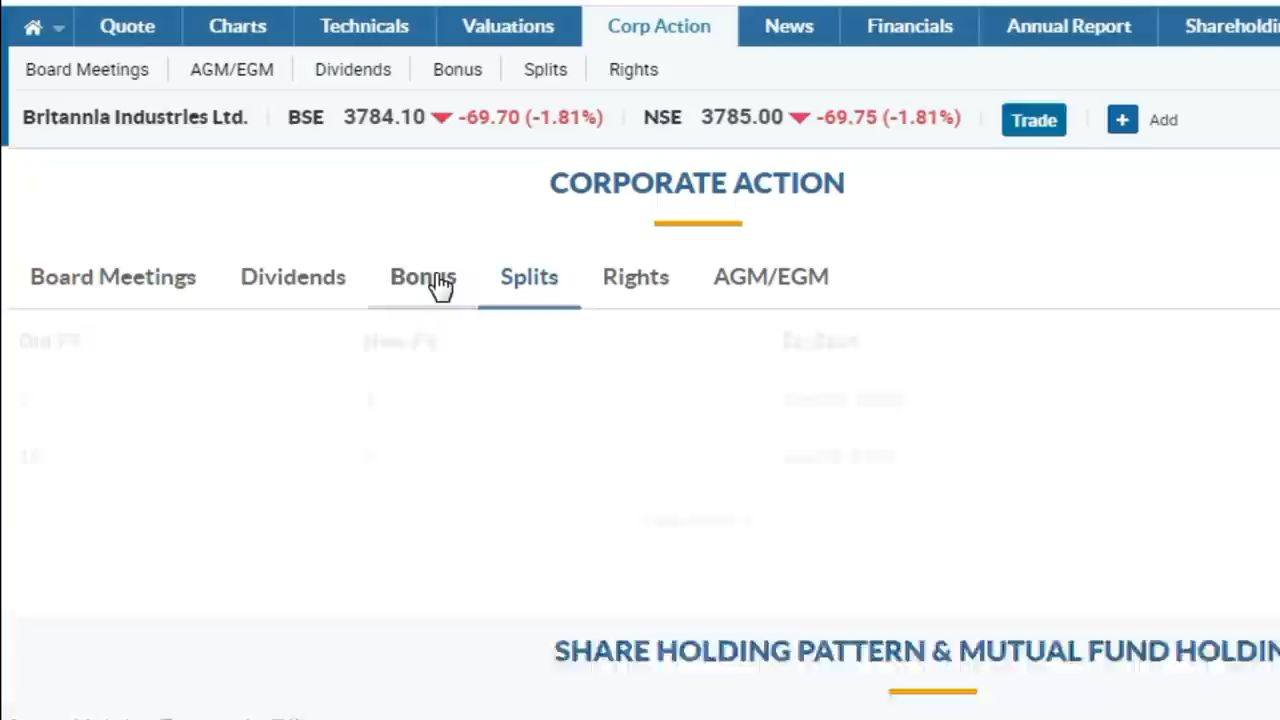 Quote Charts Technicals Valuations Corp Action News Financials Annual Report Shareholdi
Board Meetings AGM/EGM Dividends Bonus Splits Rights
Britannia Industries Ltd. BSE 3784.10 -69.70 (-1.81%) NSE 3785.00 -69.75 (-1.81%) Trade + Add
CORPORATE ACTION
Board Meetings Dividends Bonus Splits Rights AGM/EGM
SHARE HOLDING PATTERN & MUTUAL FUND HOLDIN